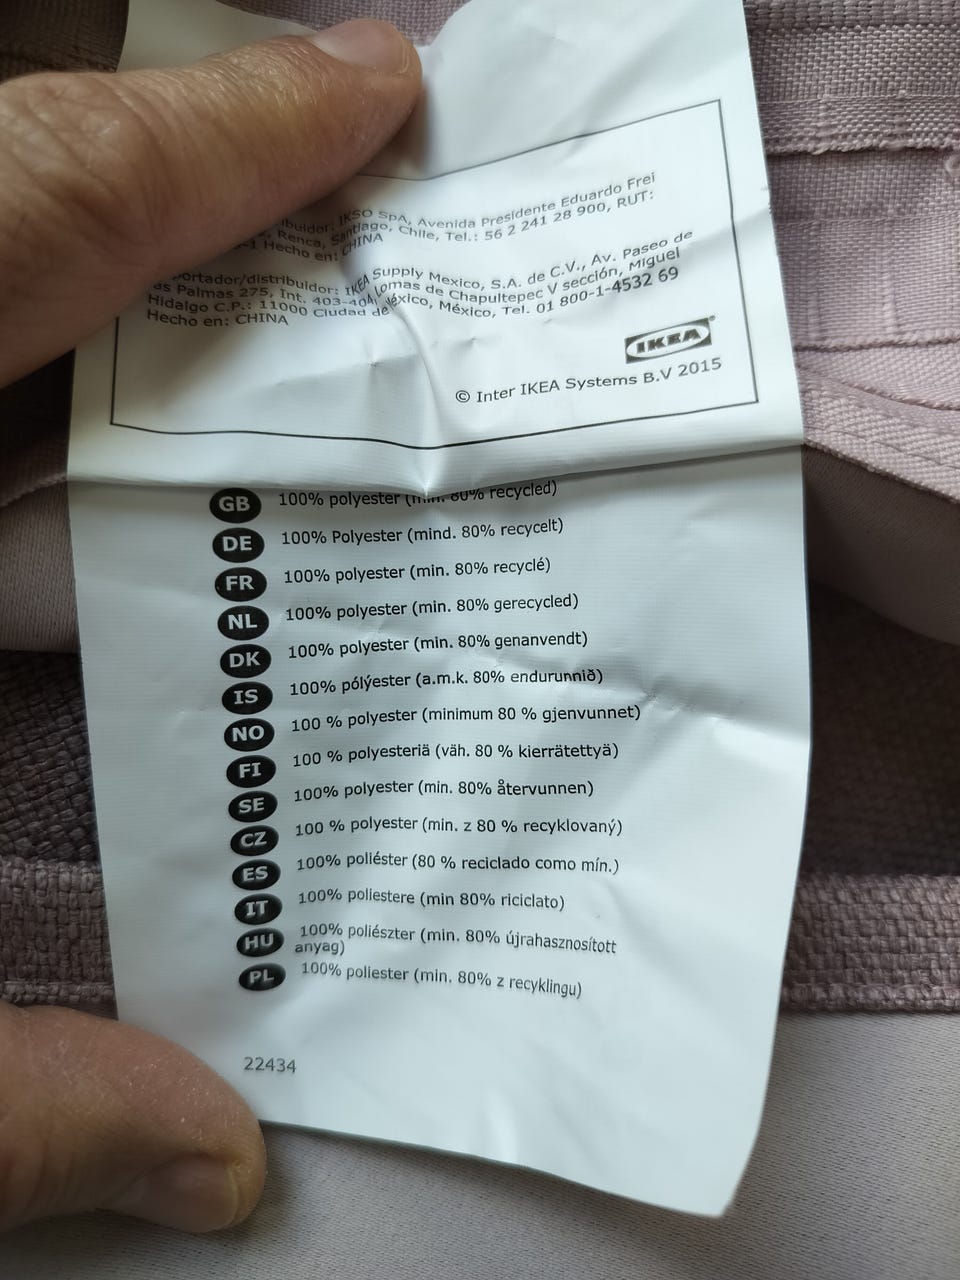 ibuidor: IKSO SpA, Avenida Presidente Eduardo Frei
Renca, Santiago, Chile, Tel.: 56 2 241 28 900, RUT:
-1 Hecho en: CHINA
portador/distribuidor: IKEA Supply Mexico, S.A. de C.V., Av. Paseo de
as Palmas 275, Int. 403-404, Lomas de Chapultepec V sección, Miguel
Hidalgo C.P.: 11000 Ciudad de México, México, Tel. 01 800-1-4532 69
Hecho en: CHINA
IKEA®
© Inter IKEA Systems B.V 2015
GB 100% polyester (min. 80% recycled)
DE 100% Polyester (mind. 80% recycelt)
FR 100% polyester (min. 80% recyclé)
NL 100% polyester (min. 80% gerecycled)
DK 100% polyester (min. 80% genanvendt)
IS 100% pólýester (a.m.k. 80% endurunnið)
NO 100 % polyester (minimum 80 % gjenvunnet)
FI 100 % polyesteriä (väh. 80 % kierrätettyä)
SE 100% polyester (min. 80% återvunnen)
CZ 100 % polyester (min. z 80 % recyklovaný)
ES 100% poliéster (80 % reciclado como mín.)
IT 100% poliestere (min 80% riciclato)
HU 100% poliészter (min. 80% újrahasznosított
anyag)
PL 100% poliester (min. 80% z recyklingu)
22434